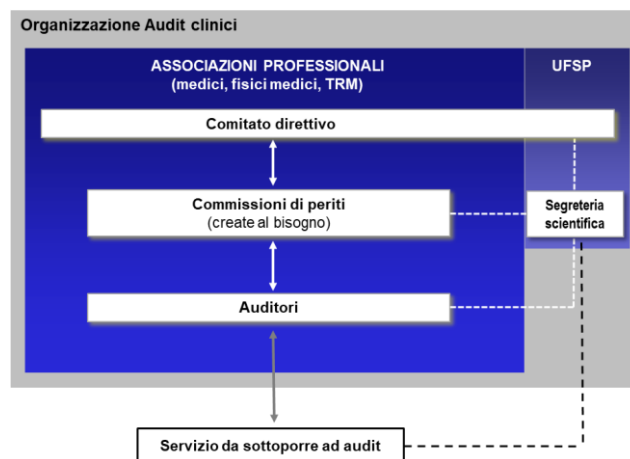 Organizzazione Audit clinici
ASSOCIAZIONI PROFESSIONALI
(medici, fisici medici, TRM)
UFSP
Comitato direttivo
Commissioni di periti
(create al bisogno)
Segreteria
scientifica
Auditori
Servizio da sottoporre ad audit